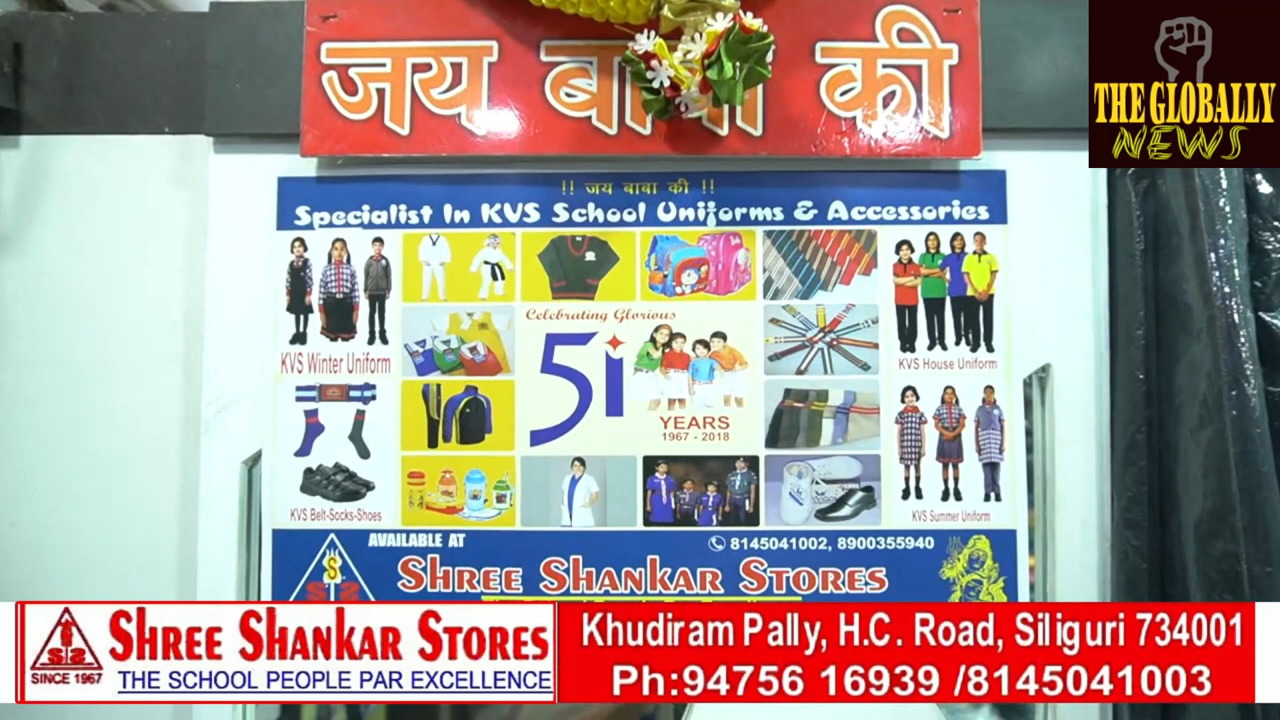 जय बाबा की
THE GLOBALLY
NEWS
!! जय बाबा की !!
Specialist In KVS School Uniforms & Accessories
KVS Winter Uniform
Celebrating Glorious
51
YEARS
1967 - 2018
KVS House Uniform
KVS Belt-Socks-Shoes
KVS Summer Uniform
AVAILABLE AT
8145041002, 8900355940
SHREE SHANKAR STORES
SHREE SHANKAR STORES
SINCE 1967
THE SCHOOL PEOPLE PAR EXCELLENCE
Khudiram Pally, H.C. Road, Siliguri 734001
Ph:94756 16939 /8145041003